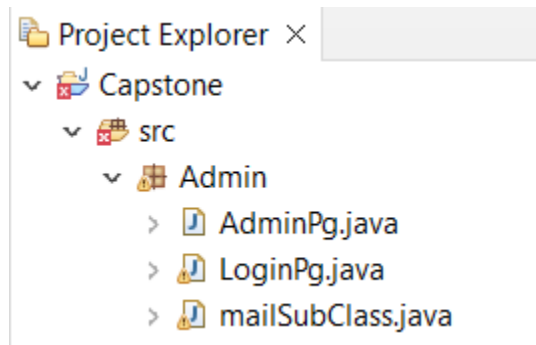 Project Explorer
Capstone
src
Admin
AdminPg.java
LoginPg.java
mailSubClass.java